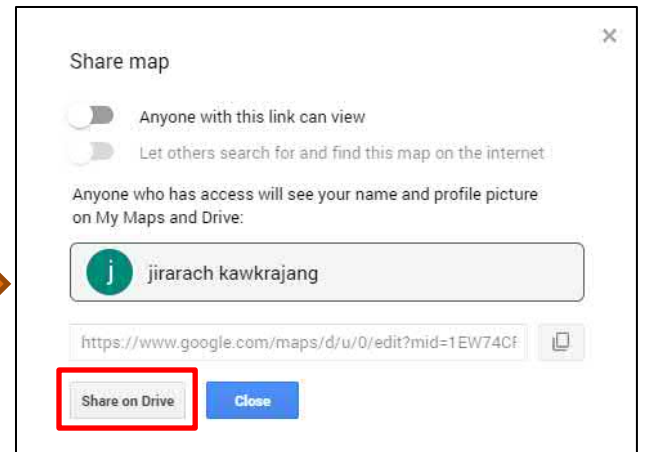 Share map
Anyone with this link can view
Let others search for and find this map on the internet
Anyone who has access will see your name and profile picture
on My Maps and Drive:
j
jirarach kawkrajang
https://www.google.com/maps/d/u/0/edit?mid=1EW74CF
Share on Drive
Close